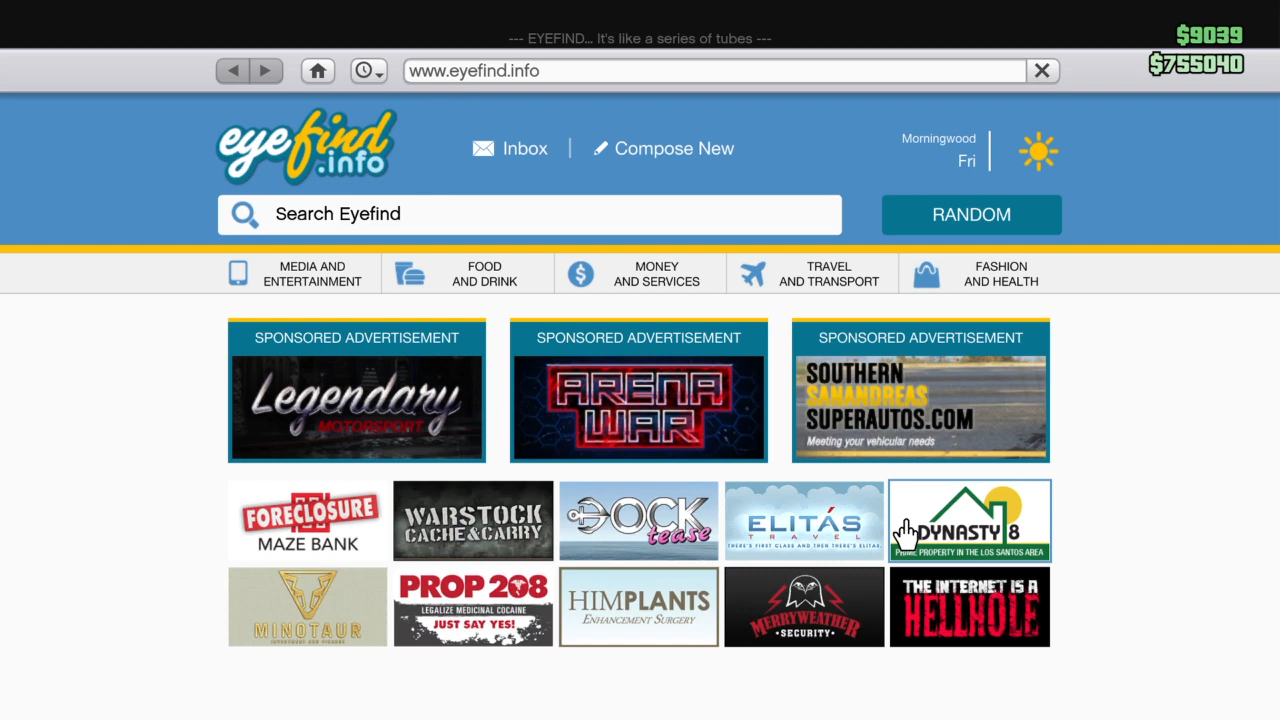 --- EYEFIND... It's like a series of tubes ---
$9039
$755040
www.eyefind.info
eyefind
.info
Inbox
Compose New
Morningwood
Fri
Search Eyefind
RANDOM
MEDIA AND
ENTERTAINMENT
FOOD
AND DRINK
MONEY
AND SERVICES
TRAVEL
AND TRANSPORT
FASHION
AND HEALTH
SPONSORED ADVERTISEMENT
Legendary
MOTORSPORT
SPONSORED ADVERTISEMENT
ARENA
WAR
SPONSORED ADVERTISEMENT
SOUTHERN
SANANDREAS
SUPERAUTOS.COM
Meeting your vehicular needs
FORECLOSURE
MAZE BANK
WARSTOCK
CACHE&CARRY
DOCK
tease
ELITÁS
TRAVEL
THERE'S FIRST CLASS AND THEN THERE'S ELITAS.
DYNASTY 8
PRIME PROPERTY IN THE LOS SANTOS AREA
MINOTAUR
PROP 208
LEGALIZE MEDICINAL COCAINE
JUST SAY YES!
HIMPLANTS
ENHANCEMENT SURGERY
MERRYWEATHER
SECURITY
THE INTERNET IS A
HELLHOLE